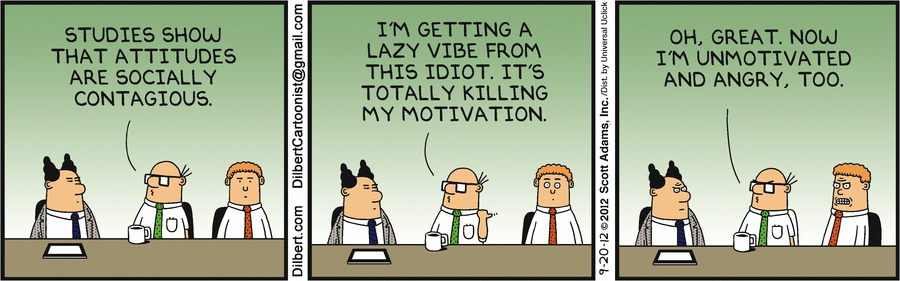 STUDIES SHOW
THAT ATTITUDES
ARE SOCIALLY
CONTAGIOUS.
Dilbert.com DilbertCartoonist@gmail.com
I'M GETTING A
LAZY VIBE FROM
THIS IDIOT. IT'S
TOTALLY KILLING
MY MOTIVATION.
9-20-12 © 2012 Scott Adams, Inc. /Dist. by Universal Uclick
OH, GREAT. NOW
I'M UNMOTIVATED
AND ANGRY, TOO.